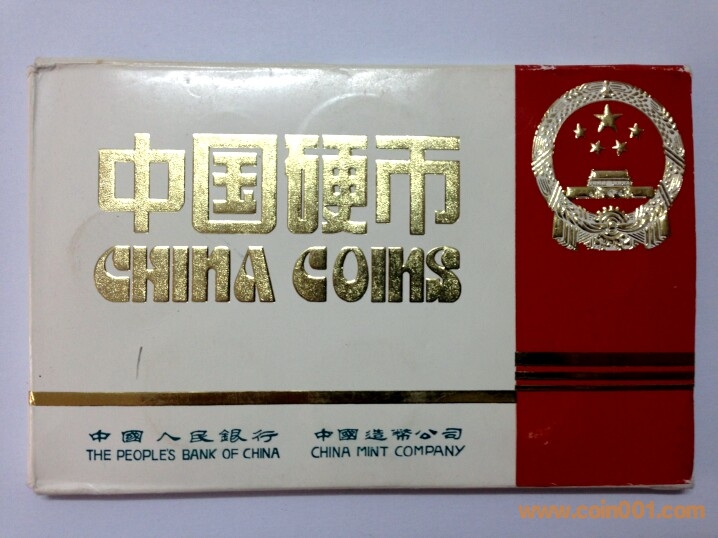 中国硬币
CHINA COINS
中國人民銀行 中國造幣公司
THE PEOPLE'S BANK OF CHINA CHINA MINT COMPANY
www.coin001.com